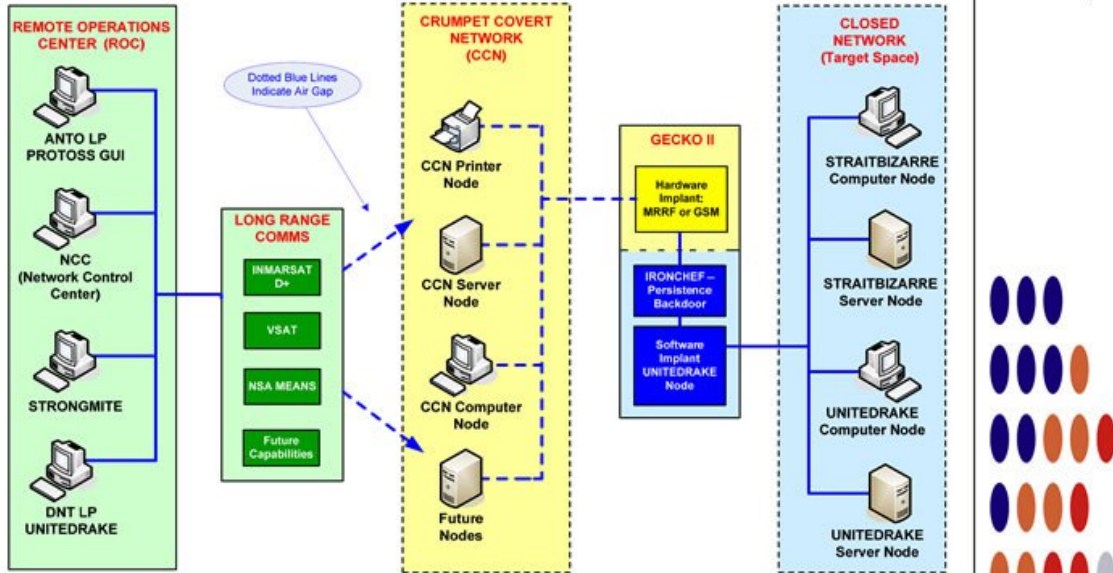 REMOTE OPERATIONS
CENTER (ROC)
ANTO LP
PROTOSS GUI
NCC
(Network Control
Center)
STRONGMITE
DNT LP
UNITEDRAKE
Dotted Blue Lines
Indicate Air Gap
LONG RANGE
COMMS
INMARSAT
D+
VSAT
NSA MEANS
Future
Capabilities
CRUMPET COVERT
NETWORK
(CCN)
CCN Printer
Node
CCN Server
Node
CCN Computer
Node
Future
Nodes
GECKO II
Hardware
Implant:
MRRF or GSM
IRONCHEF –
Persistence
Backdoor
Software
Implant
UNITEDRAKE
Node
CLOSED
NETWORK
(Target Space)
STRAITBIZARRE
Computer Node
STRAITBIZARRE
Server Node
UNITEDRAKE
Computer Node
UNITEDRAKE
Server Node